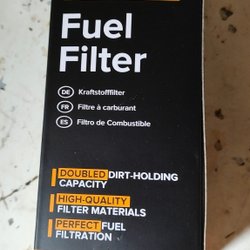 Fuel
Filter
DE Kraftstofffilter
FR Filtre à carburant
ES Filtro de Combustible
DOUBLED DIRT-HOLDING
CAPACITY
HIGH-QUALITY
FILTER MATERIALS
PERFECT FUEL
FILTRATION